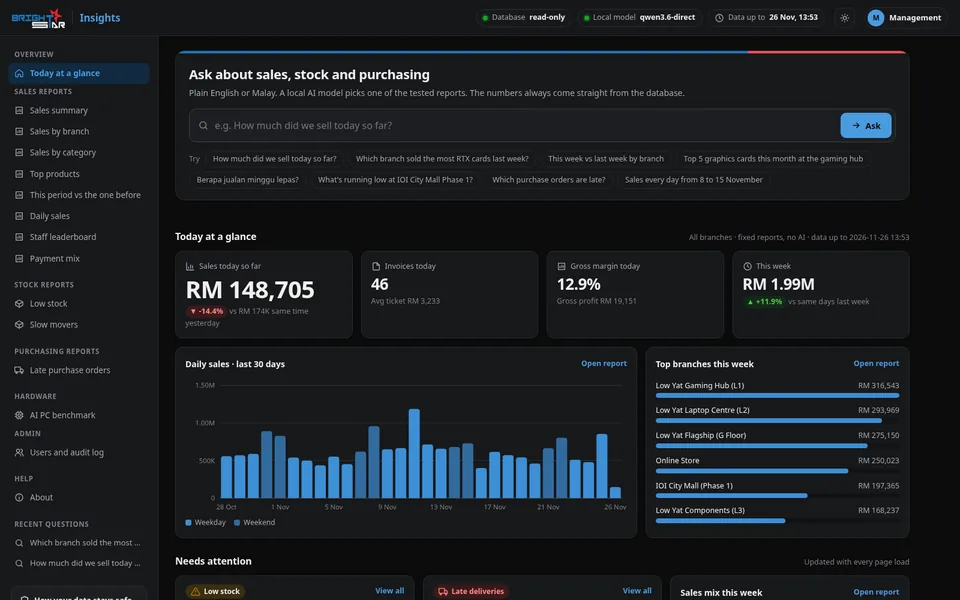 BRIGHT STAR
Insights
Database read-only
Local model qwen3.6-direct
Data up to 26 Nov, 13:53
M Management
OVERVIEW
Today at a glance
SALES REPORTS
Sales summary
Sales by branch
Sales by category
Top products
This period vs the one before
Daily sales
Staff leaderboard
Payment mix
STOCK REPORTS
Low stock
Slow movers
PURCHASING REPORTS
Late purchase orders
HARDWARE
AI PC benchmark
ADMIN
Users and audit log
HELP
About
RECENT QUESTIONS
Which branch sold the most ...
How much did we sell today ...
How your data stays safe
Ask about sales, stock and purchasing
Plain English or Malay. A local AI model picks one of the tested reports. The numbers always come straight from the database.
e.g. How much did we sell today so far?
Ask
Try
How much did we sell today so far?
Which branch sold the most RTX cards last week?
This week vs last week by branch
Top 5 graphics cards this month at the gaming hub
Berapa jualan minggu lepas?
What's running low at IOI City Mall Phase 1?
Which purchase orders are late?
Sales every day from 8 to 15 November
Today at a glance
All branches · fixed reports, no AI · data up to 2026-11-26 13:53
Sales today so far
RM 148,705
▼ -14.4% vs RM 174K same time
yesterday
Invoices today
46
Avg ticket RM 3,233
Gross margin today
12.9%
Gross profit RM 19,151
This week
RM 1.99M
▲ +11.9% vs same days last week
Daily sales · last 30 days
Open report
1.50M
1.00M
500K
0
28 Oct
1 Nov
5 Nov
9 Nov
13 Nov
17 Nov
21 Nov
26 Nov
Weekday
Weekend
Top branches this week
Open report
Low Yat Gaming Hub (L1) RM 316,543
Low Yat Laptop Centre (L2) RM 293,969
Low Yat Flagship (G Floor) RM 275,150
Online Store RM 250,023
IOI City Mall (Phase 1) RM 197,365
Low Yat Components (L3) RM 168,237
Needs attention
Updated with every page load
Low stock
View all
Late deliveries
View all
Sales mix this week
Open report